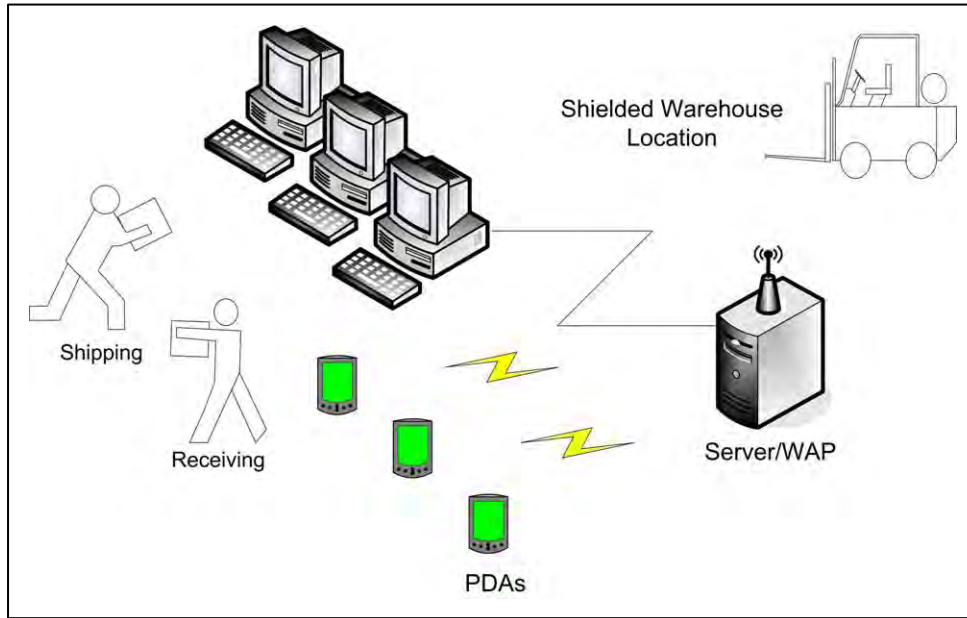 Shielded Warehouse
Location
Shipping
Receiving
Server/WAP
PDAs